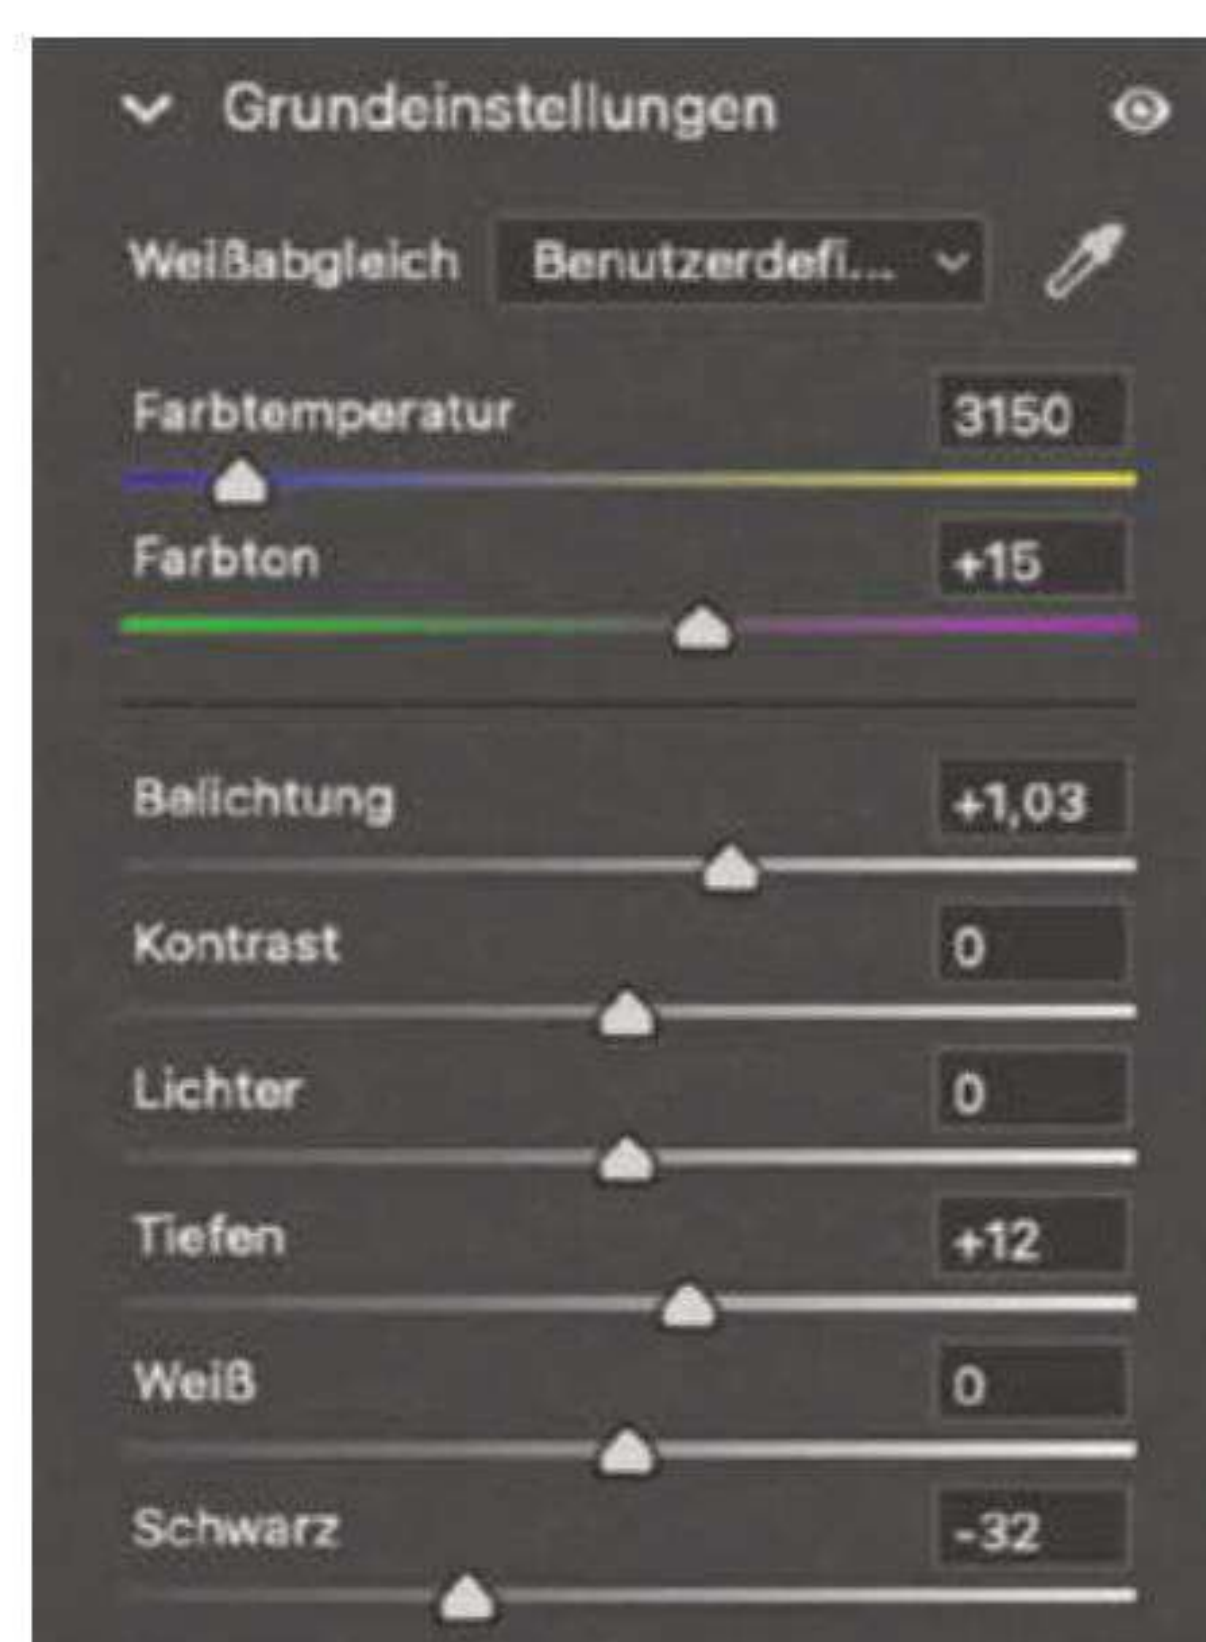 Grundeinstellungen
Weißabgleich Benutzerdefi...
Farbtemperatur 3150
Farbton +15
Belichtung +1,03
Kontrast 0
Lichter 0
Tiefen +12
Weiß 0
Schwarz -32